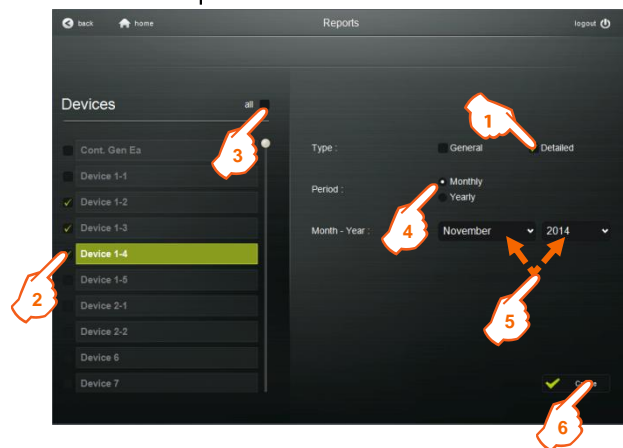 back home Reports logout
Devices all
Type : General Detailed
Period : Monthly
Yearly
Month - Year : November 2014
Cont. Gen Ea
Device 1-1
Device 1-2
Device 1-3
Device 1-4
Device 1-5
Device 2-1
Device 2-2
Device 6
Device 7
1
2
3
4
5
6